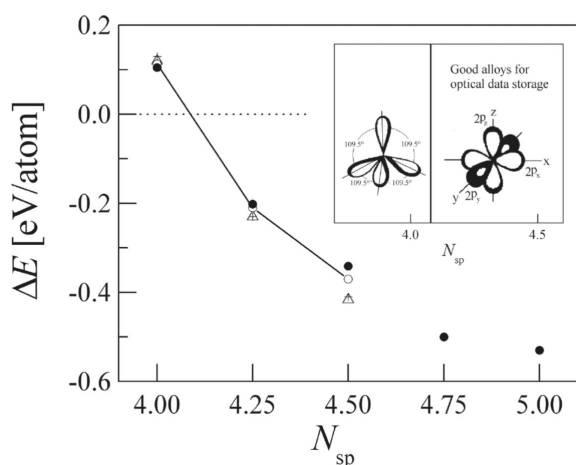 0.2
0.0
-0.2
-0.4
-0.6
ΔE [eV/atom]
4.00 4.25 4.50 4.75 5.00
N_sp
109.5° 109.5°
109.5° 109.5°
Good alloys for
optical data storage
z
2p_z
x
2p_x
y 2p_y
4.0 4.5
N_sp